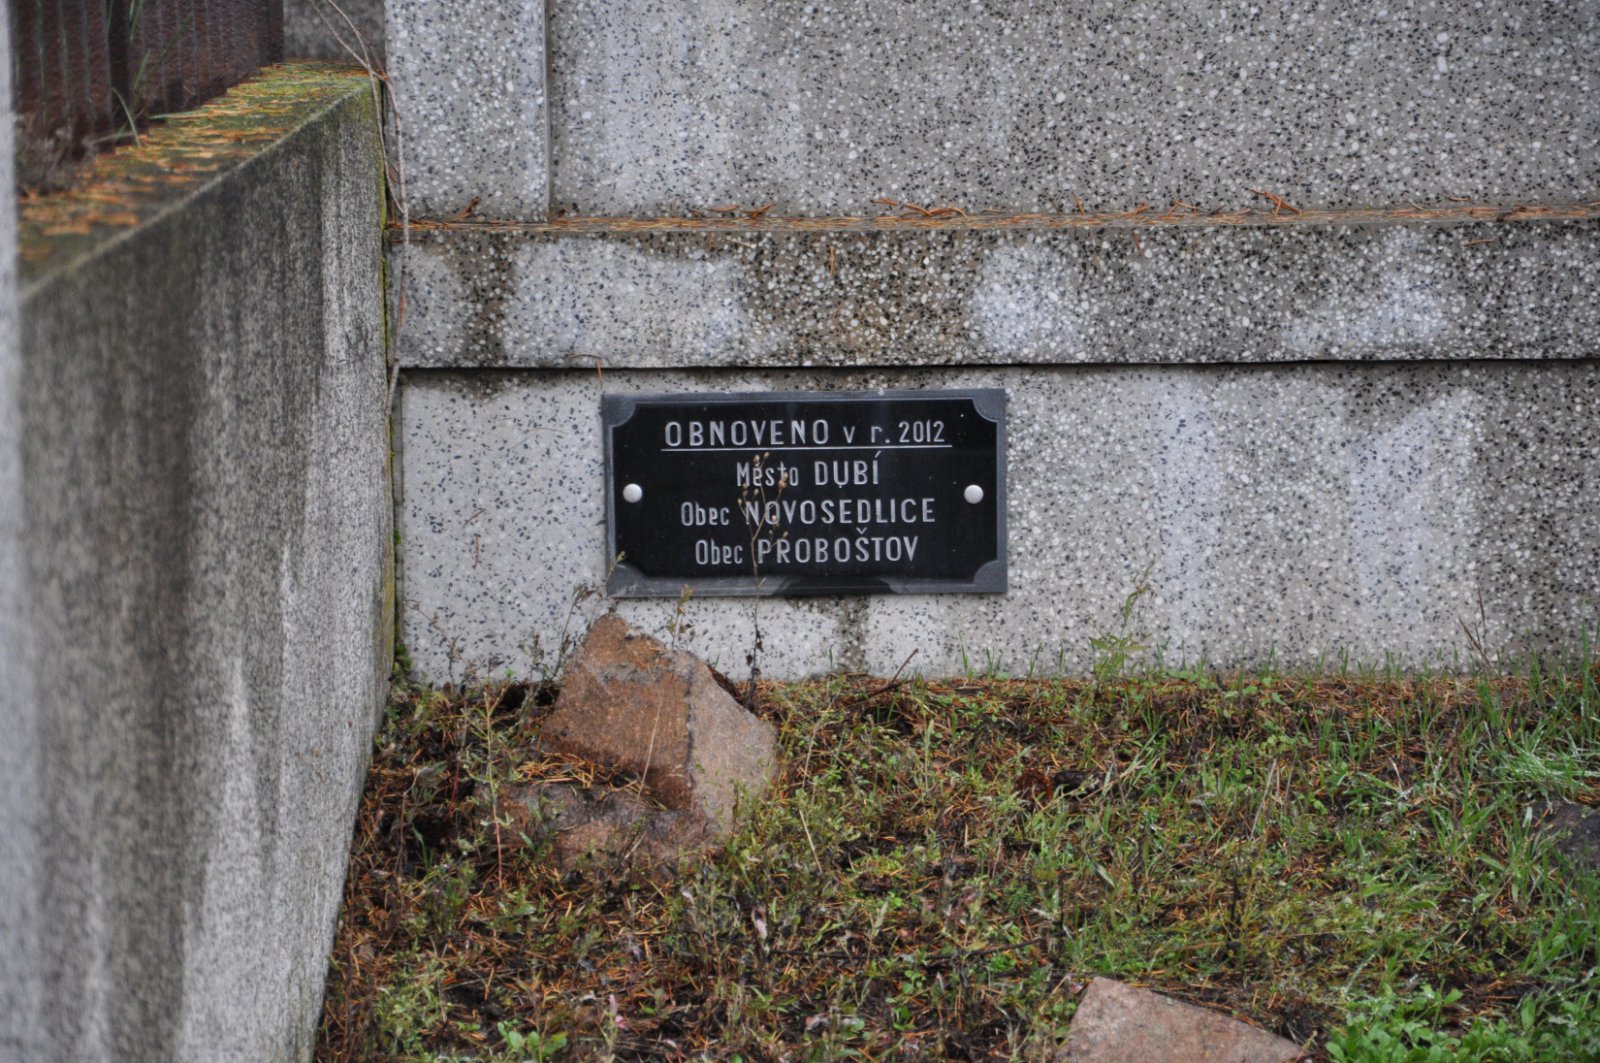 OBNOVENO v r. 2012
Město DUBÍ
Obec NOVOSEDLICE
Obec PROBOŠTOV